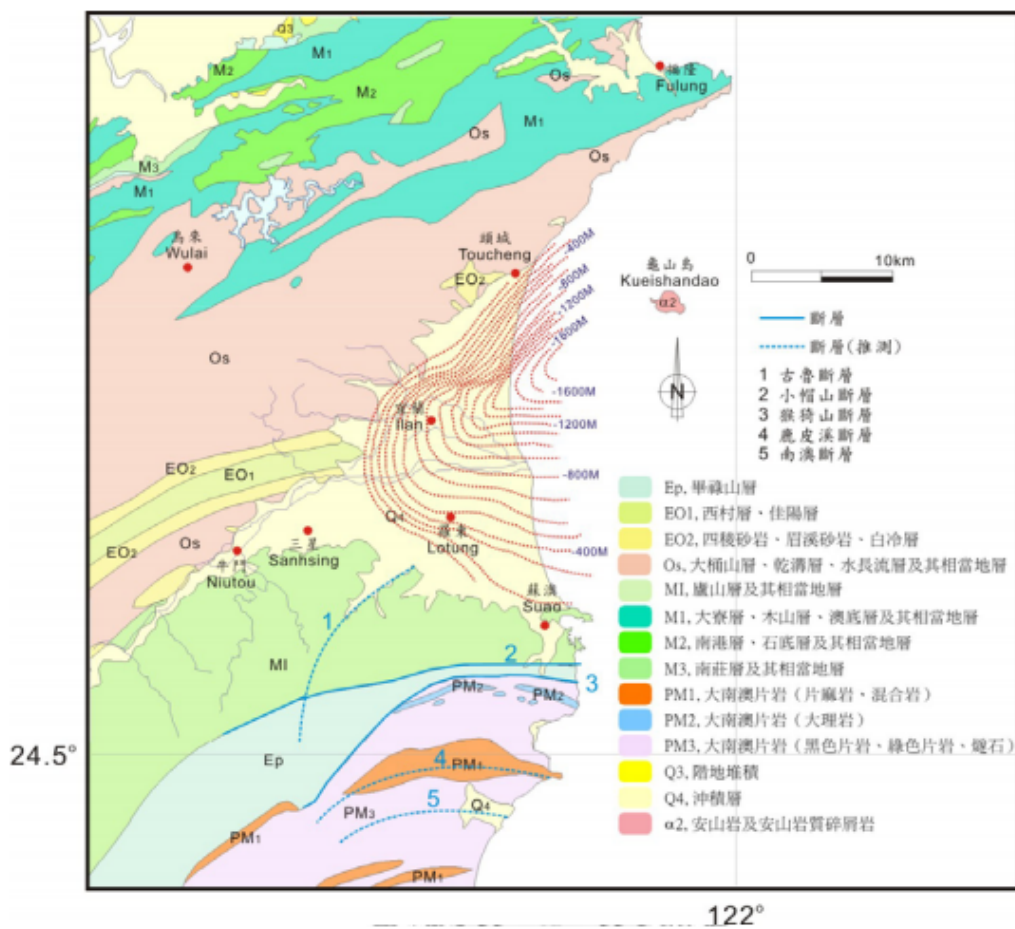 Q3
M1
M2
M2
福隆
Fulung
Os
M1
Os
Os
M3
M1
烏來
Wulai
頭城
Toucheng
EO2
-400M
-800M
-1200M
-1600M
龜山島
Kueishandao
α2
0 10km
斷層
斷層(推測)
N
1 古魯斷層
2 小帽山斷層
3 猴猗山斷層
4 鹿皮溪斷層
5 南澳斷層
Os
-1600M
宜蘭
Ilan
-1200M
EO2
EO1
-800M
Q4
羅東
Lotung
EO2
Os
三星
Sanhsing
牛鬥
Niutou
-400M
蘇澳
Suao
1
MI
2
3
PM2
PM2
24.5°
Ep
4
PM1
5
Q4
PM3
PM1
PM1
Ep, 畢祿山層
EO1, 西村層、佳陽層
EO2, 四稜砂岩、眉溪砂岩、白冷層
Os, 大桶山層、乾溝層、水長流層及其相當地層
MI, 廬山層及其相當地層
M1, 大寮層、木山層、澳底層及其相當地層
M2, 南港層、石底層及其相當地層
M3, 南莊層及其相當地層
PM1, 大南澳片岩(片麻岩、混合岩)
PM2, 大南澳片岩(大理岩)
PM3, 大南澳片岩(黑色片岩、綠色片岩、燧石)
Q3, 階地堆積
Q4, 沖積層
α2, 安山岩及安山岩質碎屑岩
122°